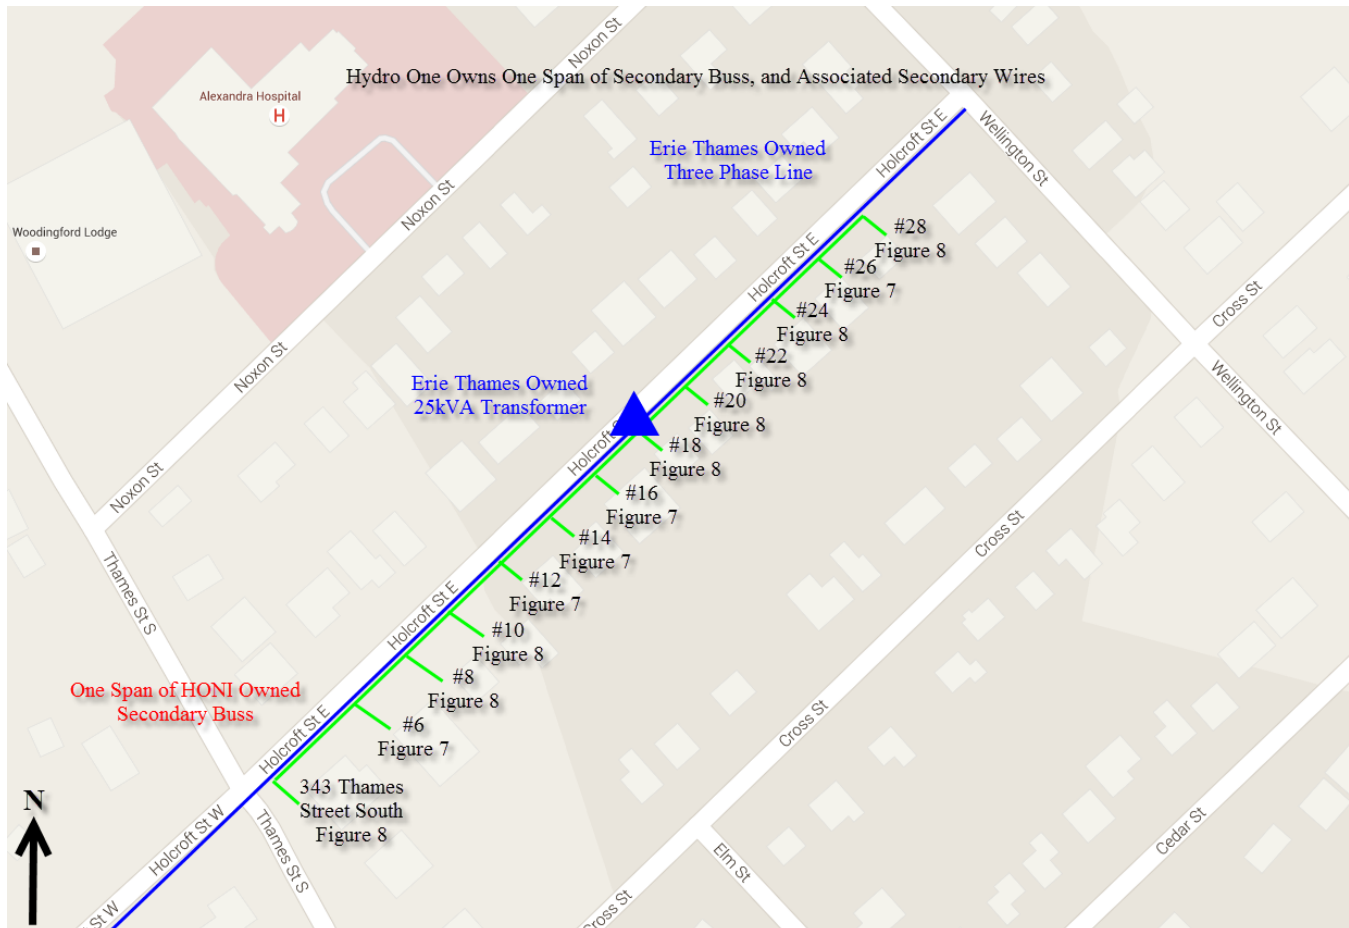 Noxon St
Hydro One Owns One Span of Secondary Buss, and Associated Secondary Wires
Alexandra Hospital
H
Holcroft St E
Wellington St
Erie Thames Owned
Three Phase Line
Noxon St
Woodingford Lodge
#28
Figure 8
Holcroft St E
#26
Figure 7
Cross St
#24
Figure 8
Noxon St
#22
Figure 8
Wellington St
Erie Thames Owned
25kVA Transformer
#20
Figure 8
Holcroft S
#18
Figure 8
Noxon St
#16
Figure 7
Cross St
#14
Figure 7
Thames St S
#12
Figure 7
Holcroft St E
#10
Figure 8
#8
Figure 8
One Span of HONI Owned
Secondary Buss
Cross St
#6
Figure 7
Holcroft St E
343 Thames
Street South
Figure 8
N
Holcroft St W
Thames St S
Elm St
Cedar St
St W
Cross St